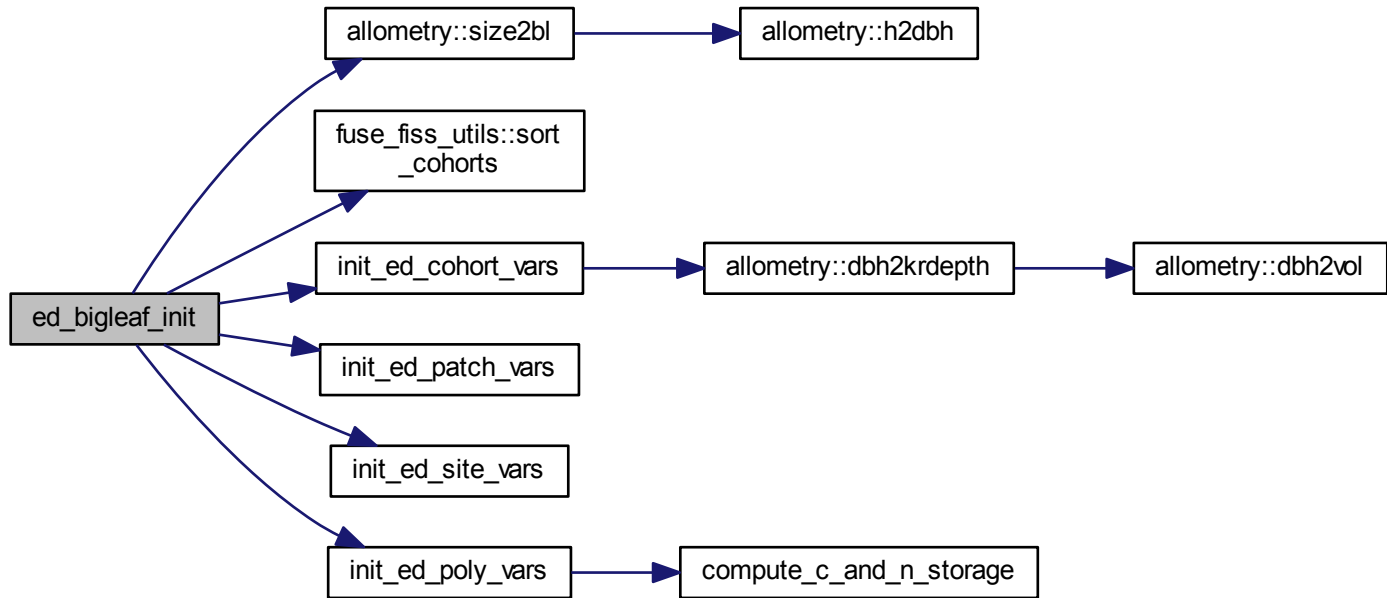 allometry::size2bl
allometry::h2dbh
fuse_fiss_utils::sort
_cohorts
init_ed_cohort_vars
allometry::dbh2krdepth
allometry::dbh2vol
ed_bigleaf_init
init_ed_patch_vars
init_ed_site_vars
init_ed_poly_vars
compute_c_and_n_storage